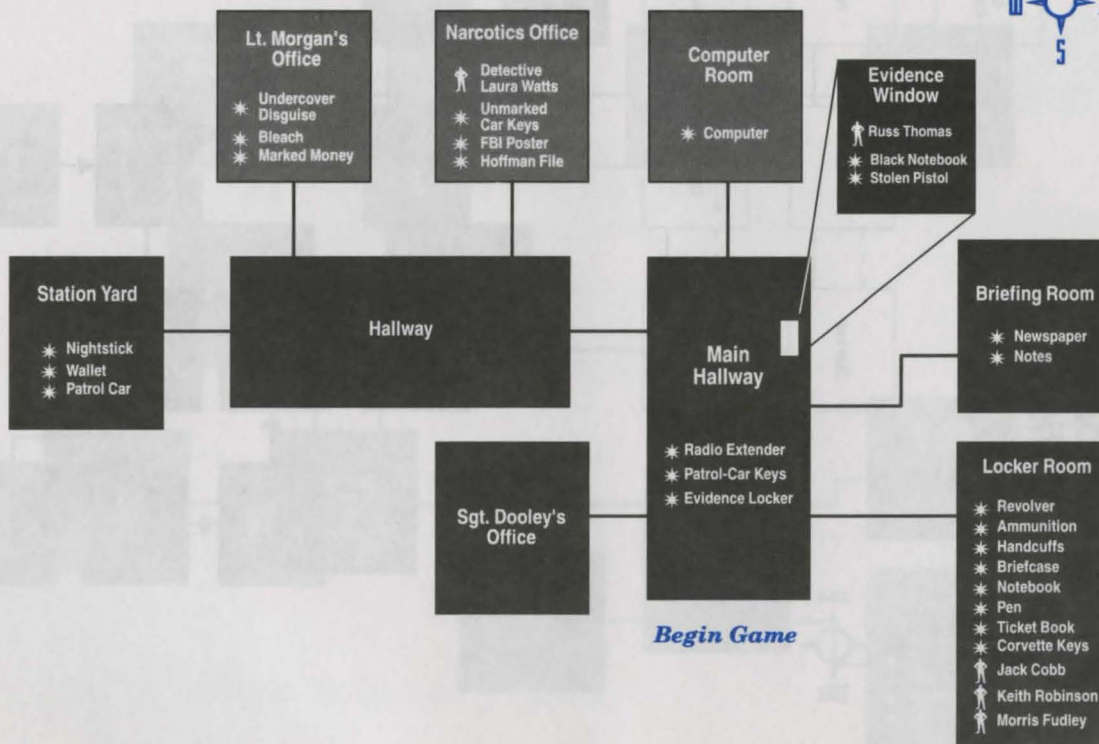 Lt. Morgan's
Office
Undercover
Disguise
Bleach
Marked Money
Narcotics Office
Detective
Laura Watts
Unmarked
Car Keys
FBI Poster
Hoffman File
Computer
Room
Computer
Evidence
Window
Russ Thomas
Black Notebook
Stolen Pistol
S
Station Yard
Nightstick
Wallet
Patrol Car
Hallway
Main
Hallway
Radio Extender
Patrol-Car Keys
Evidence Locker
Briefing Room
Newspaper
Notes
Sgt. Dooley's
Office
Locker Room
Revolver
Ammunition
Handcuffs
Briefcase
Notebook
Pen
Ticket Book
Corvette Keys
Jack Cobb
Keith Robinson
Morris Fudley
Begin Game